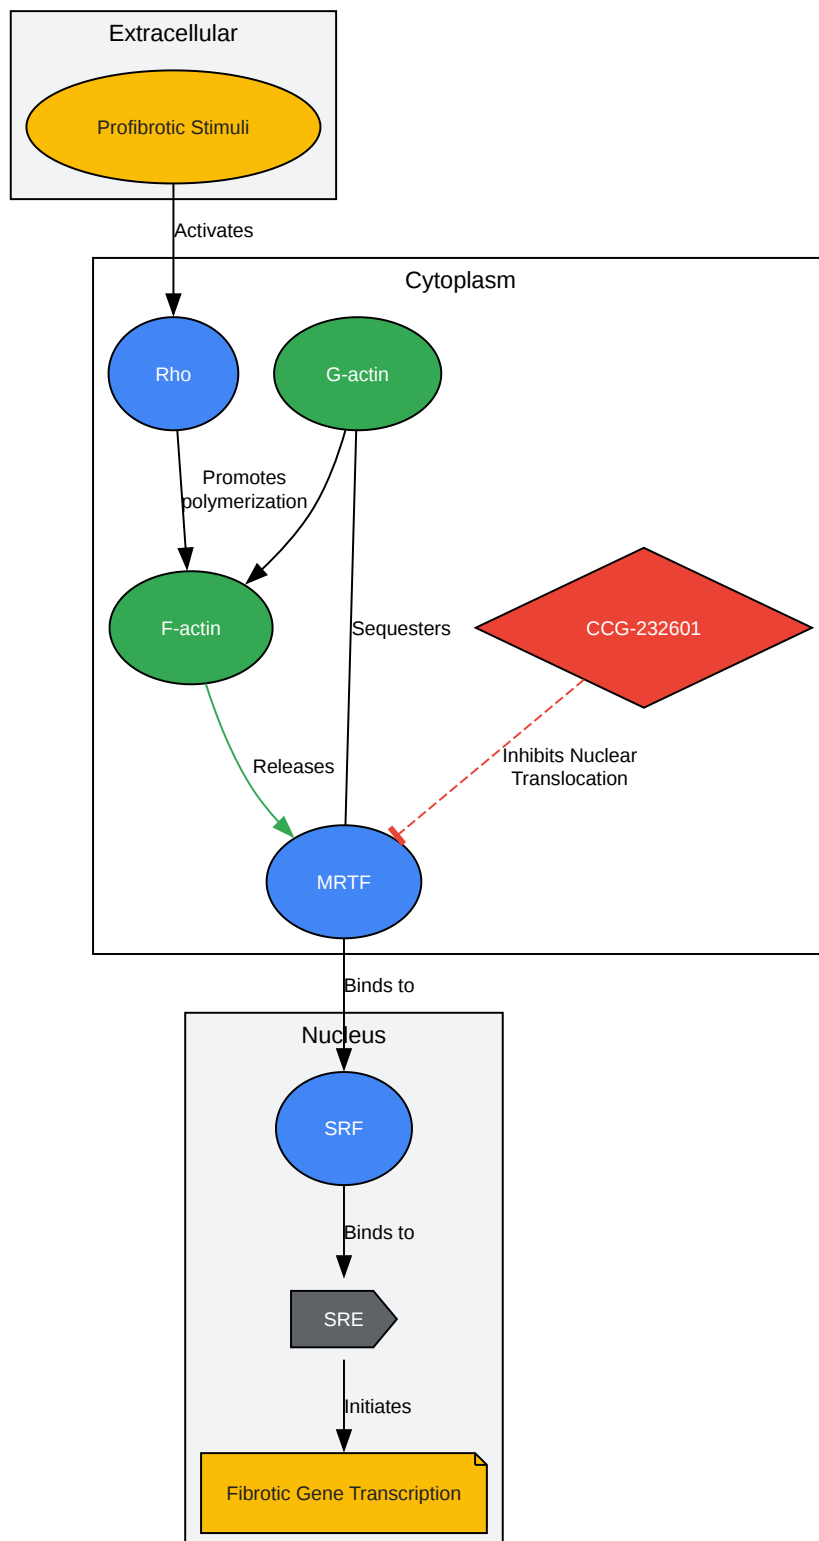 Extracellular
Profibrotic Stimuli
Activates
Cytoplasm
Rho
G-actin
Promotes
polymerization
F-actin
Sequesters
CCG-232601
Releases
Inhibits Nuclear
Translocation
MRTF
Binds to
Nucleus
SRF
Binds to
SRE
Initiates
Fibrotic Gene Transcription